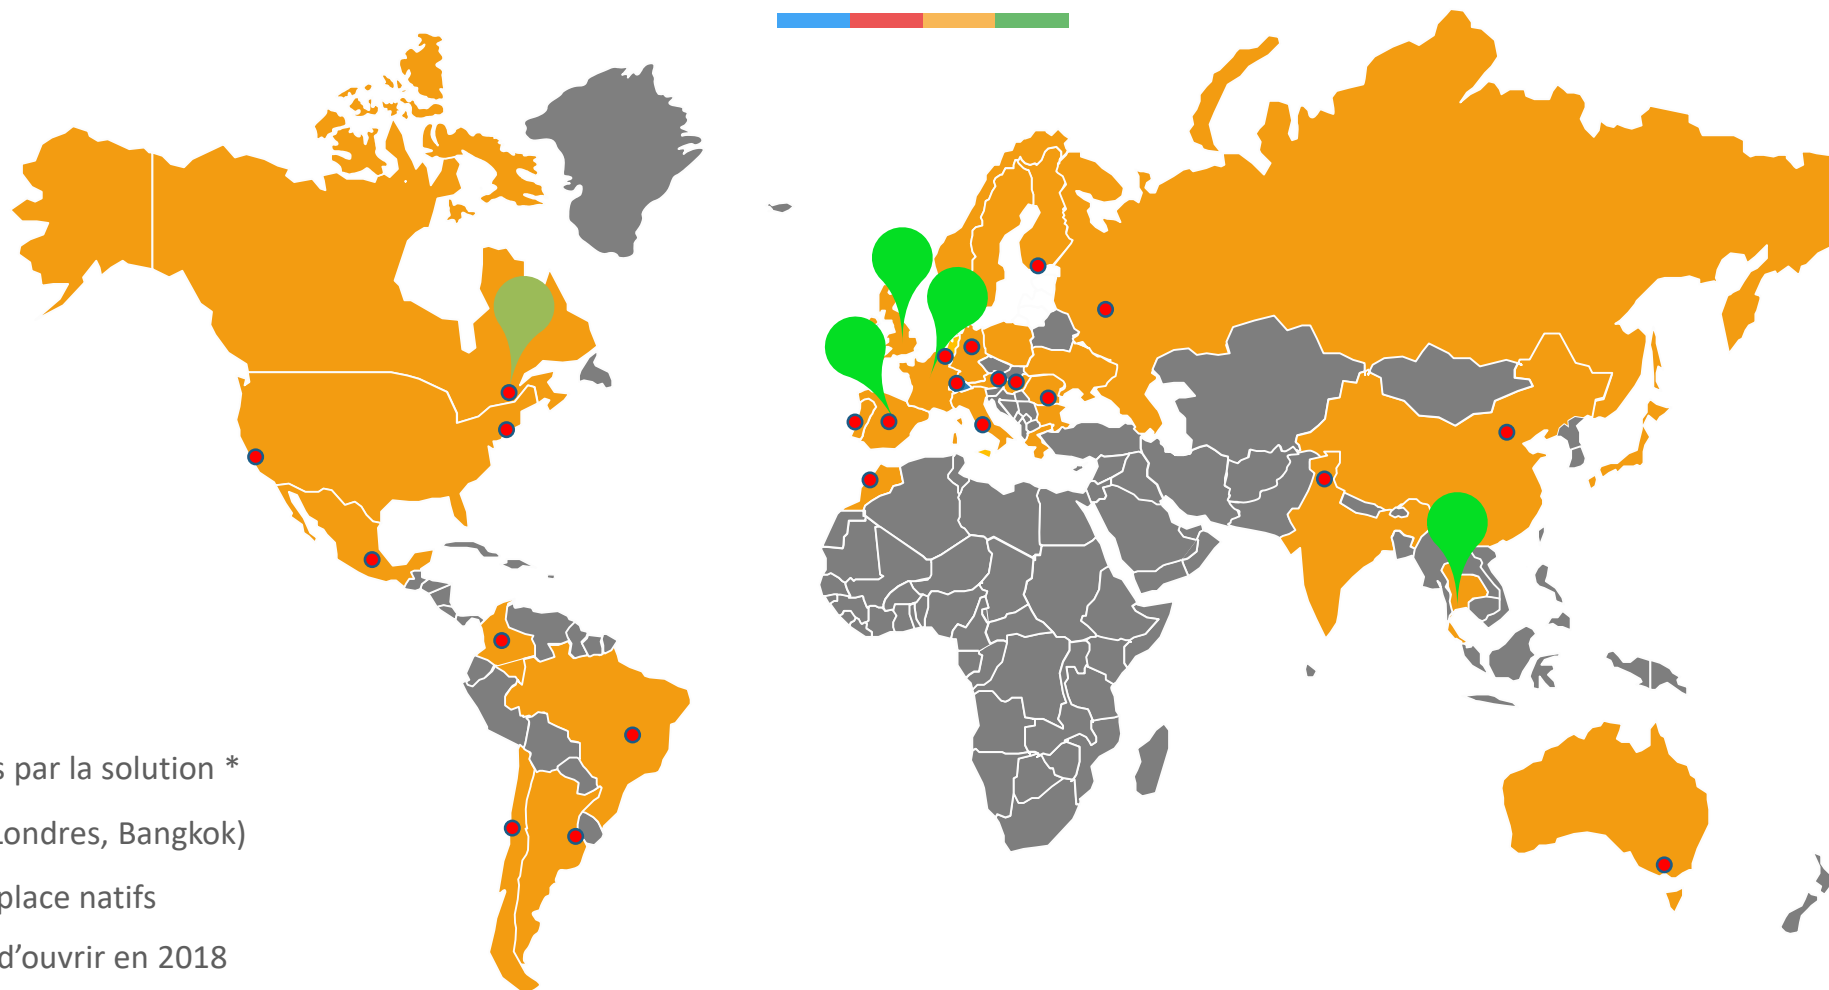 s par la solution *
Londres, Bangkok)
place natifs
d’ouvrir en 2018